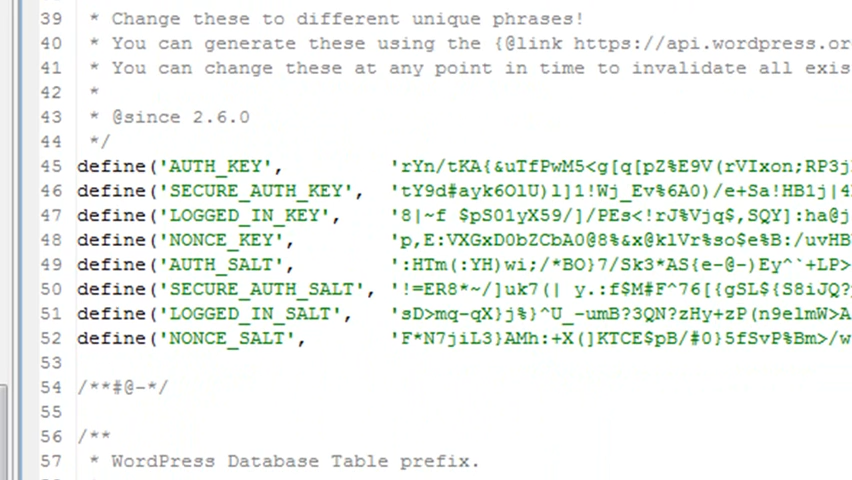 39 * Change these to different unique phrases!
40 * You can generate these using the {@link https://api.wordpress.or
41 * You can change these at any point in time to invalidate all exis
42 *
43 * @since 2.6.0
44 */
45 define('AUTH_KEY', 'rYn/tKA{&uTfPwM5<g[q[pZ%E9V(rVIxon;RP3j
46 define('SECURE_AUTH_KEY', 'tY9d#ayk6OlU)l]1!Wj_Ev%6A0)/e+Sa!HB1j|4
47 define('LOGGED_IN_KEY', '8|~f $pS01yX59/]/PEs<!rJ%Vjq$,SQY]:ha@j
48 define('NONCE_KEY', 'p,E:VXGxD0bZCbA0@8%&x@klVr%so$e%B:/uvHB
49 define('AUTH_SALT', ':HTm(:YH)wi;/*BO}7/Sk3*AS{e-@-)Ey^`+LP>
50 define('SECURE_AUTH_SALT', '!=ER8*~/]uk7(| y.:f$M#F^76[{gSL${S8iJQ?
51 define('LOGGED_IN_SALT', 'sD>mq-qX}j%}^U_-umB?3QN?zHy+zP(n9elmW>A
52 define('NONCE_SALT', 'F*N7jiL3}AMh:+X(]KTCE$pB/#0}5fSvP%Bm>/w
53
54 /**#@-*/
55
56 /**
57 * WordPress Database Table prefix.